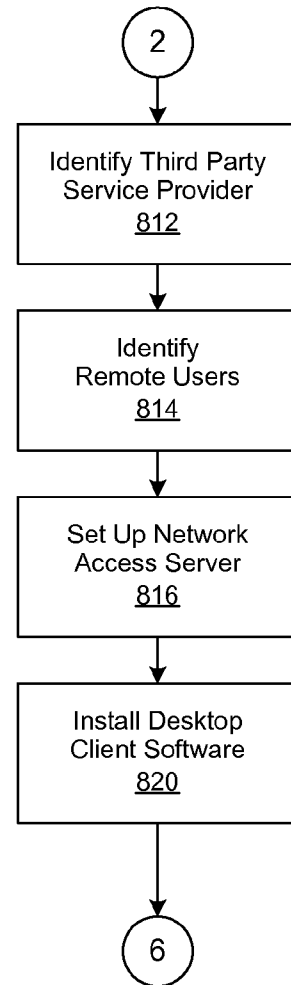 2
Identify Third Party
Service Provider
812
Identify
Remote Users
814
Set Up Network
Access Server
816
Install Desktop
Client Software
820
6